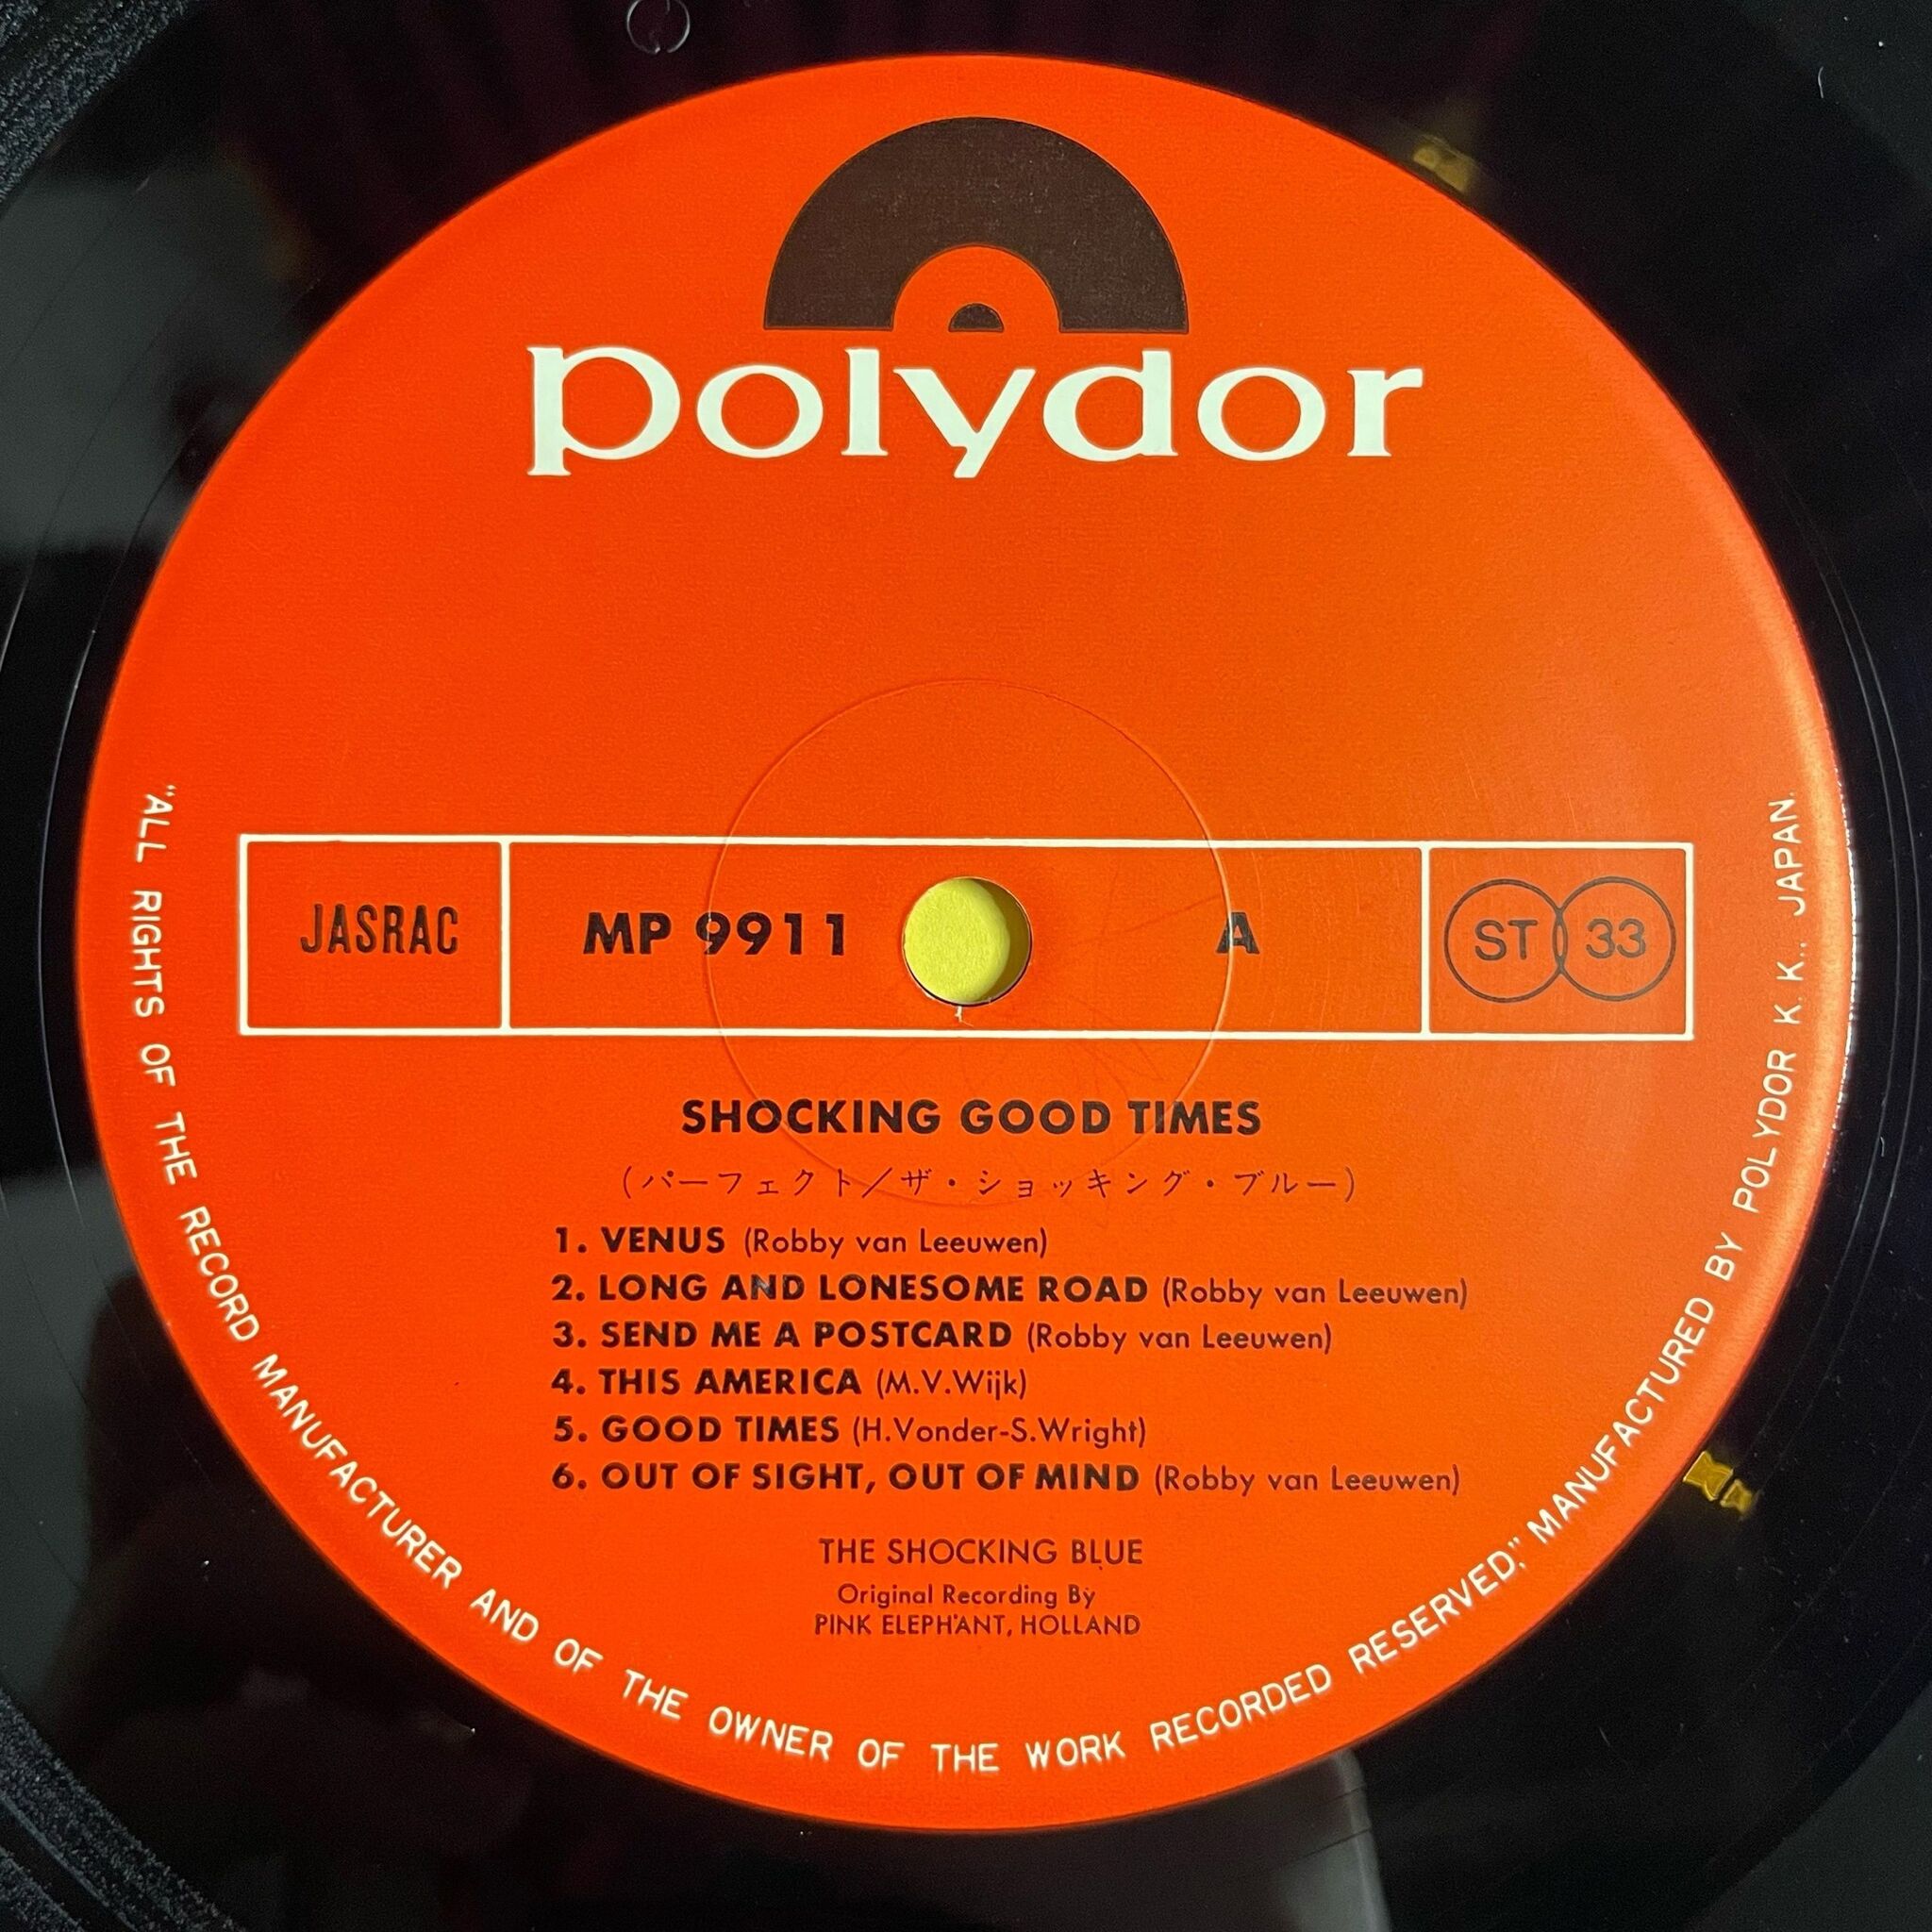 polydor
JASRAC
MP 9911
A
ST 33
SHOCKING GOOD TIMES
(パーフェクト／ザ・ショッキング・ブルー)
1. VENUS (Robby van Leeuwen)
2. LONG AND LONESOME ROAD (Robby van Leeuwen)
3. SEND ME A POSTCARD (Robby van Leeuwen)
4. THIS AMERICA (M.V.Wijk)
5. GOOD TIMES (H.Vonder-S.Wright)
6. OUT OF SIGHT, OUT OF MIND (Robby van Leeuwen)
THE SHOCKING BLUE
Original Recording By
PINK ELEPHANT, HOLLAND
"ALL RIGHTS OF THE RECORD MANUFACTURER AND OF THE OWNER OF THE WORK RECORDED RESERVED," MANUFACTURED BY POLYDOR K. K., JAPAN.